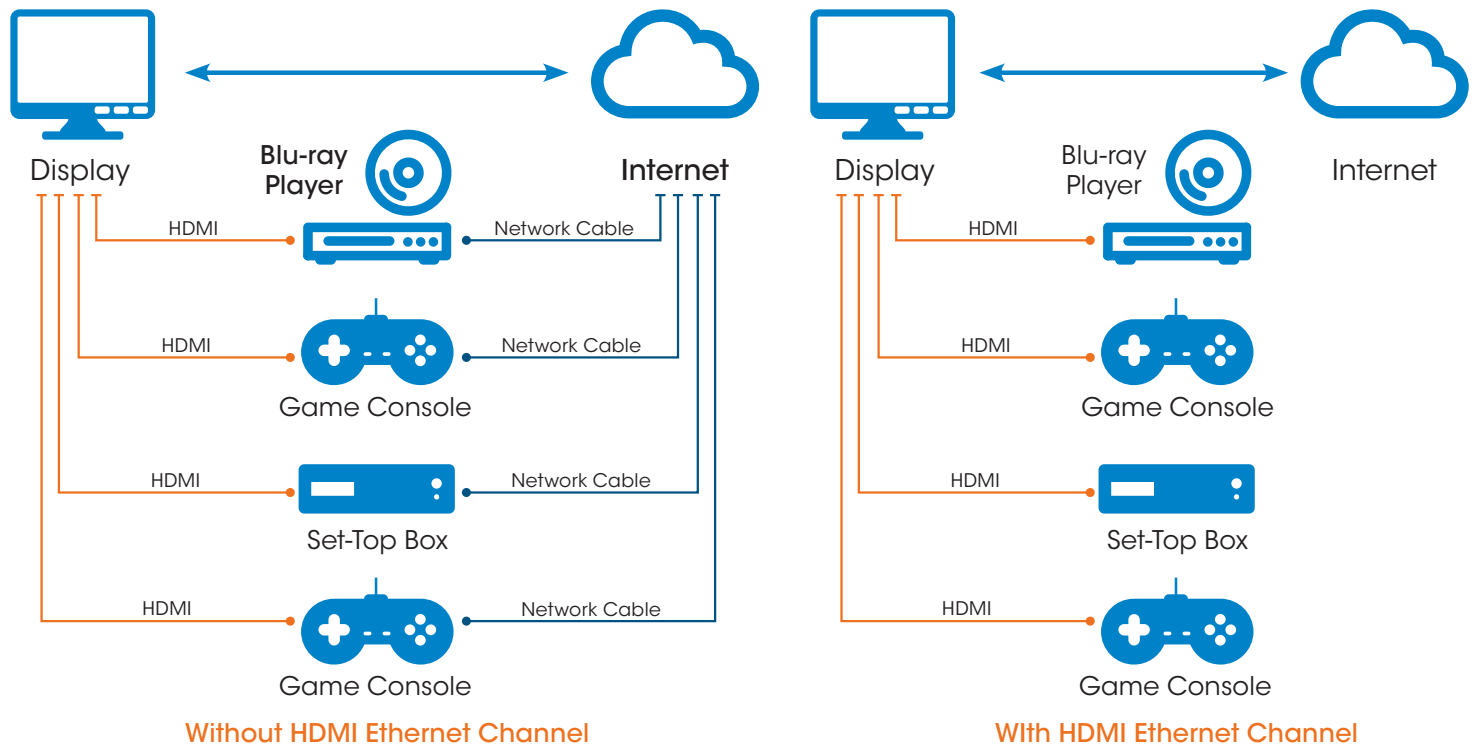 Display
Blu-ray
Player
Internet
HDMI
Network Cable
HDMI
Network Cable
Game Console
HDMI
Network Cable
Set-Top Box
HDMI
Network Cable
Game Console
Without HDMI Ethernet Channel
Display
Blu-ray
Player
Internet
HDMI
HDMI
Game Console
HDMI
Set-Top Box
HDMI
Game Console
WIth HDMI Ethernet Channel